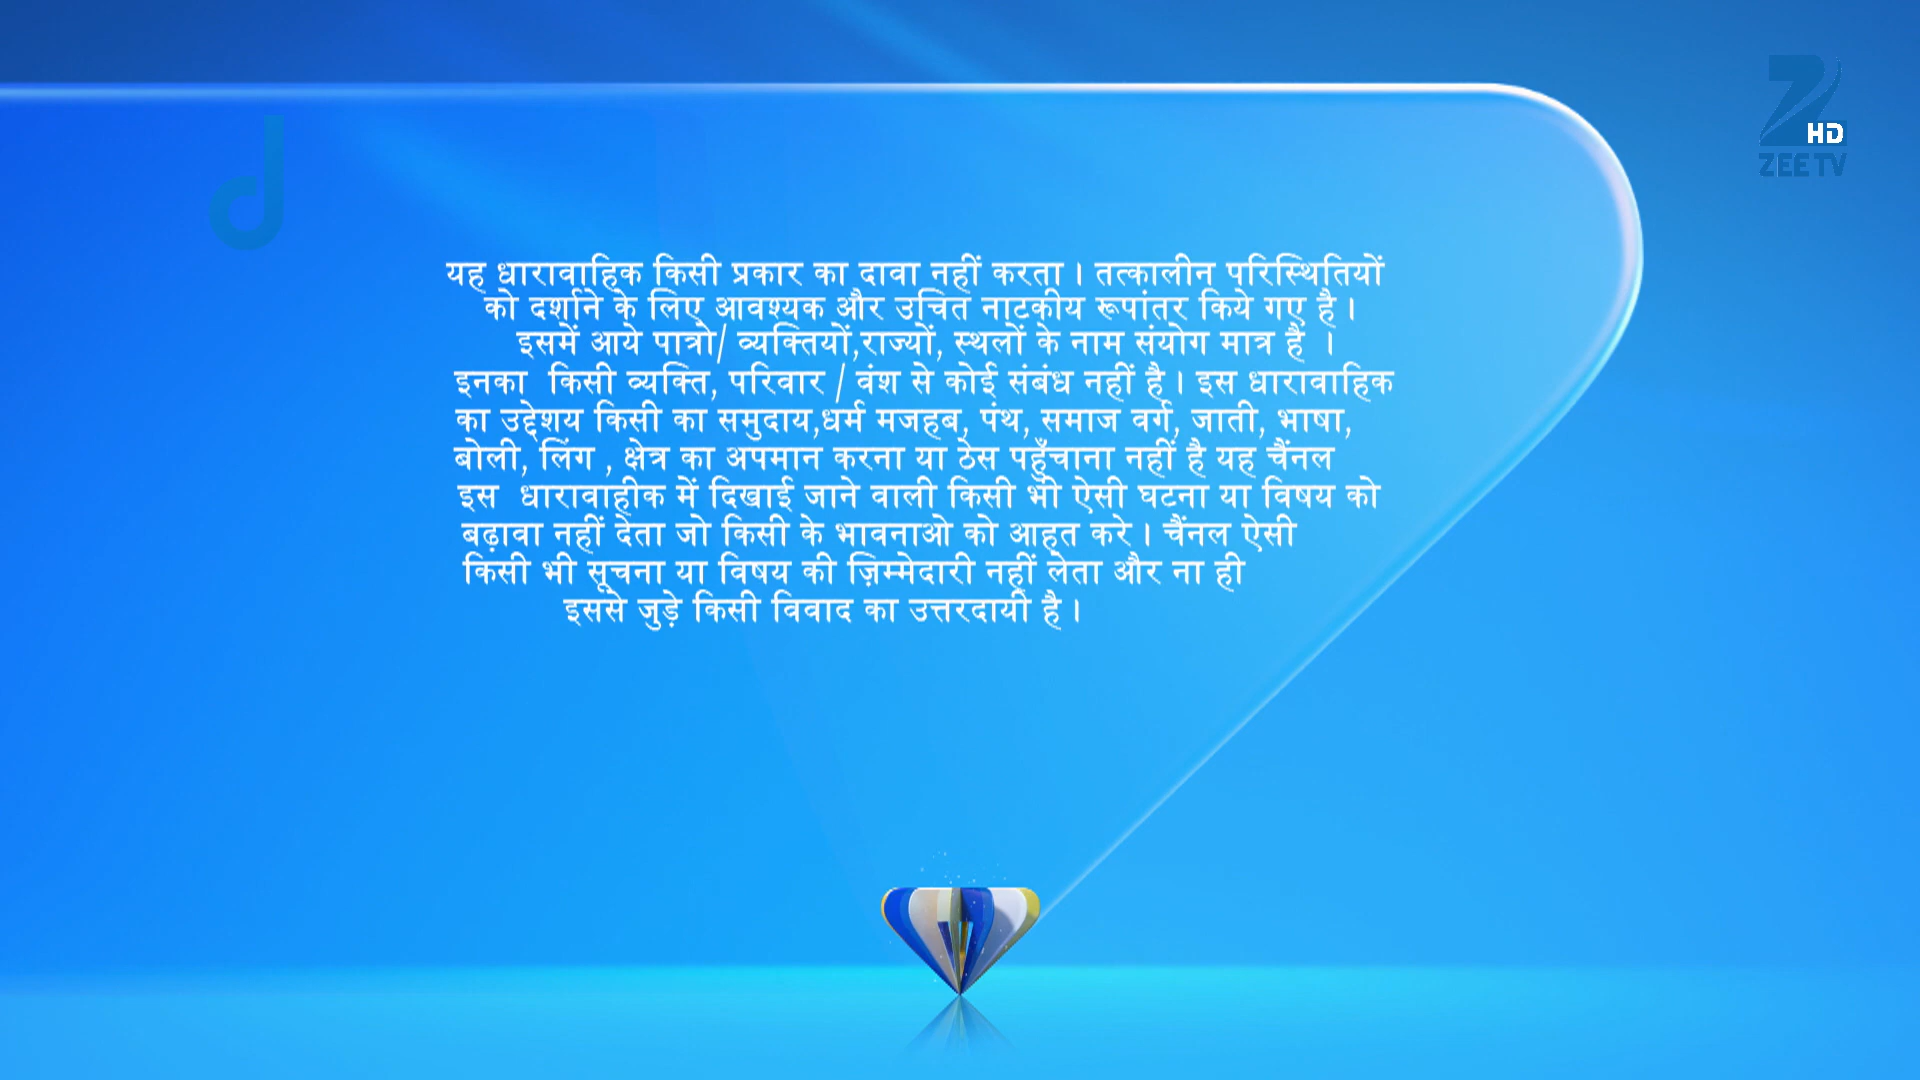 HD
ZEE TV
यह धारावाहिक किसी प्रकार का दावा नहीं करता । तत्कालीन परिस्थितियों
को दर्शाने के लिए आवश्यक और उचित नाटकीय रूपांतर किये गए है ।
इसमें आये पात्रो/ व्यक्तियों,राज्यों, स्थलों के नाम संयोग मात्र हैं ।
इनका किसी व्यक्ति, परिवार / वंश से कोई संबंध नहीं है । इस धारावाहिक
का उद्देशय किसी का समुदाय,धर्म मजहब, पंथ, समाज वर्ग, जाती, भाषा,
बोली, लिंग , क्षेत्र का अपमान करना या ठेस पहुँचाना नहीं है यह चैंनल
इस धारावाहीक में दिखाई जाने वाली किसी भी ऐसी घटना या विषय को
बढ़ावा नहीं देता जो किसी के भावनाओ को आहत करे । चैंनल ऐसी
किसी भी सूचना या विषय की ज़िम्मेदारी नहीं लेता और ना ही
इससे जुड़े किसी विवाद का उत्तरदायी है ।